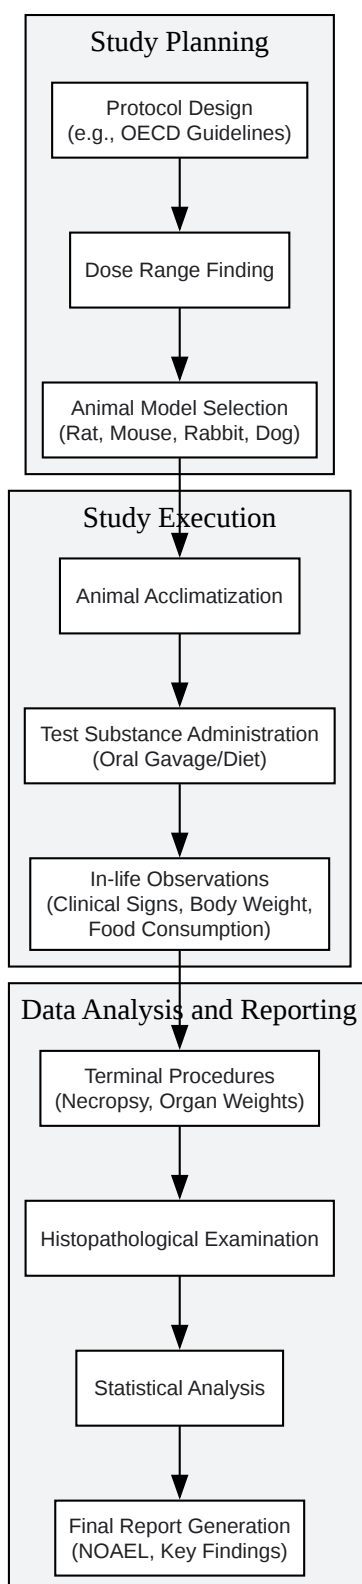 Study Planning
Protocol Design
(e.g., OECD Guidelines)
Dose Range Finding
Animal Model Selection
(Rat, Mouse, Rabbit, Dog)
Study Execution
Animal Acclimatization
Test Substance Administration
(Oral Gavage/Diet)
In-life Observations
(Clinical Signs, Body Weight,
Food Consumption)
Data Analysis and Reporting
Terminal Procedures
(Necropsy, Organ Weights)
Histopathological Examination
Statistical Analysis
Final Report Generation
(NOAEL, Key Findings)